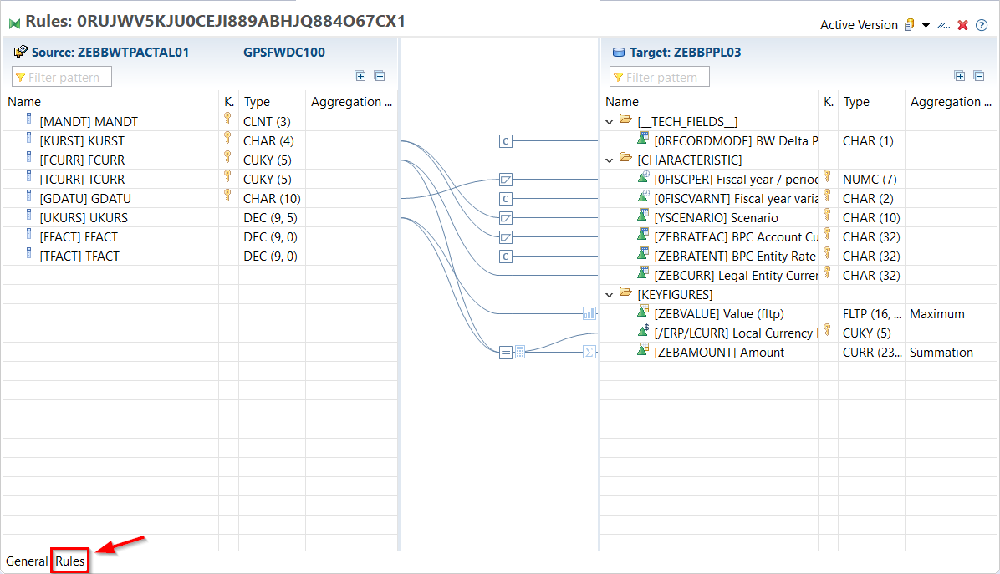 Rules: 0RUJWV5KJU0CEJI889ABHJQ884O67CX1
Active Version
Source: ZEBBWTPACTAL01 GPSFWDC100
Filter pattern
Name K. Type Aggregation ...
[MANDT] MANDT CLNT (3)
[KURST] KURST CHAR (4)
[FCURR] FCURR CUKY (5)
[TCURR] TCURR CUKY (5)
[GDATU] GDATU CHAR (10)
[UKURS] UKURS DEC (9, 5)
[FFACT] FFACT DEC (9, 0)
[TFACT] TFACT DEC (9, 0)
C
C
C
Target: ZEBBPPL03
Filter pattern
Name K. Type Aggregation ...
[__TECH_FIELDS__]
[0RECORDMODE] BW Delta P CHAR (1)
[CHARACTERISTIC]
[0FISCPER] Fiscal year / period NUMC (7)
[0FISCVARNT] Fiscal year varia CHAR (2)
[YSCENARIO] Scenario CHAR (10)
[ZEBRATEAC] BPC Account Cu CHAR (32)
[ZEBRATENT] BPC Entity Rate CHAR (32)
[ZEBCURR] Legal Entity Curren CHAR (32)
[KEYFIGURES]
[ZEBVALUE] Value (fltp) FLTP (16, ... Maximum
[/ERP/LCURR] Local Currency CUKY (5)
[ZEBAMOUNT] Amount CURR (23... Summation
General Rules